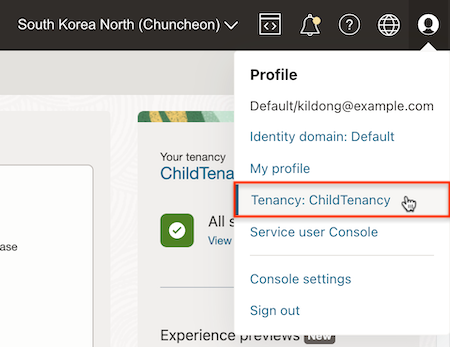 South Korea North (Chuncheon)
Profile
Default/kildong@example.com
Identity domain: Default
My profile
Tenancy: ChildTenancy
Service user Console
Console settings
Sign out
Your tenancy
ChildTena
All s
View
ase
Experience previews New